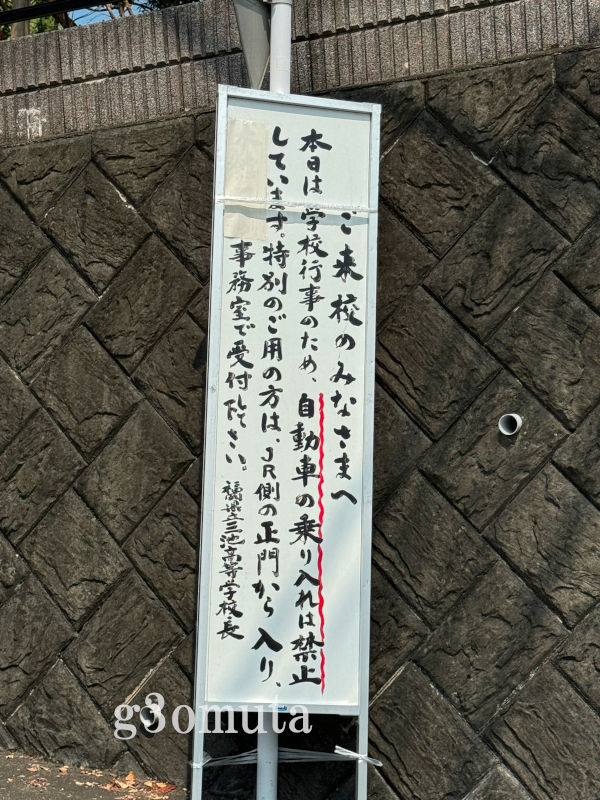 ご来校のみなさまへ
本日は学校行事のため、自動車の乗り入れは禁止
しています。特別のご用の方は、JR側の正門から入り、
事務室で受付して下さい。
福岡県立三池高等学校長
g3omuta